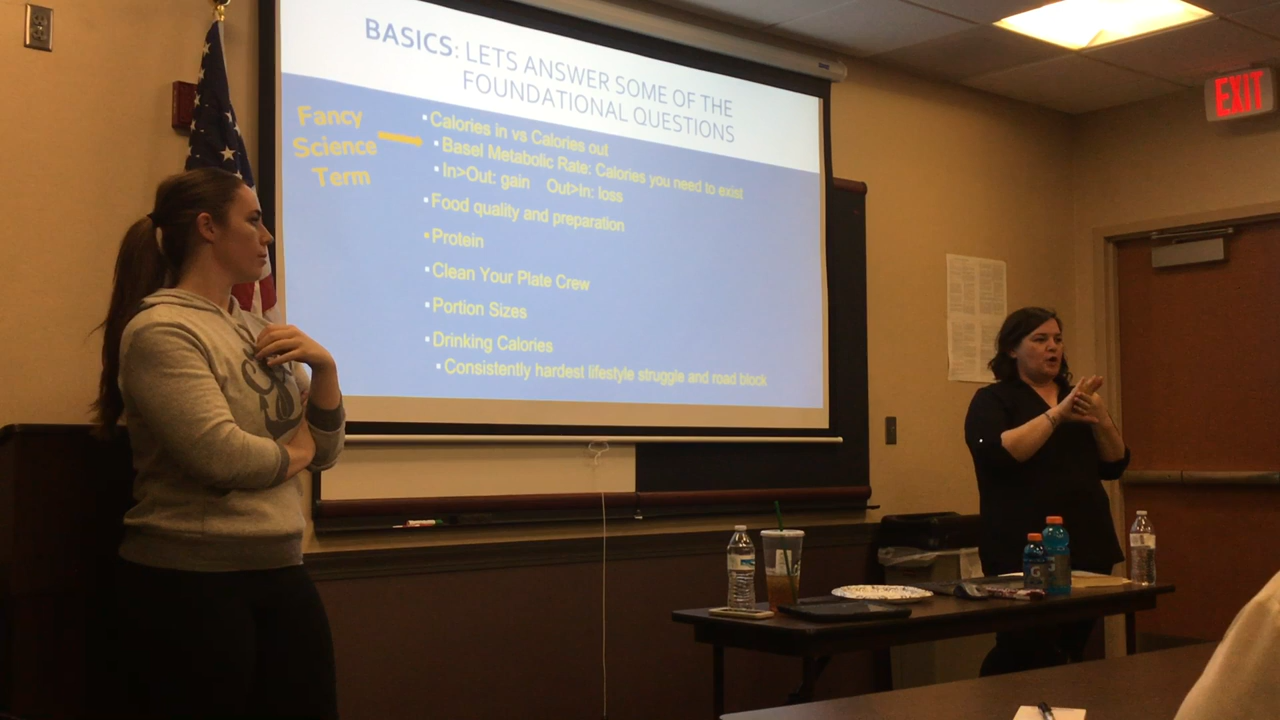 BASICS: LETS ANSWER SOME OF THE
FOUNDATIONAL QUESTIONS
Fancy
Science
Term
▪Calories in vs Calories out
▪Basel Metabolic Rate: Calories you need to exist
▪In>Out: gain Out>In: loss
▪Food quality and preparation
▪Protein
▪Clean Your Plate Crew
▪Portion Sizes
▪Drinking Calories
▪Consistently hardest lifestyle struggle and road block
EXIT